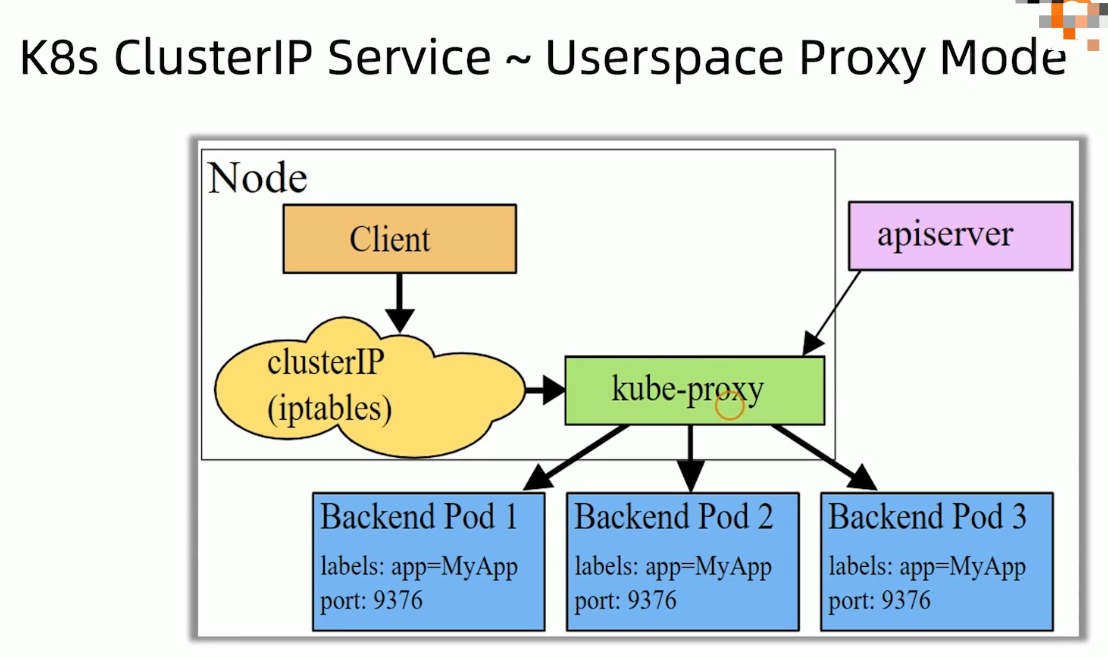 K8s ClusterIP Service ~ Userspace Proxy Mode
Node
Client
apiserver
clusterIP
(iptables)
kube-proxy
Backend Pod 1
labels: app=MyApp
port: 9376
Backend Pod 2
labels: app=MyApp
port: 9376
Backend Pod 3
labels: app=MyApp
port: 9376